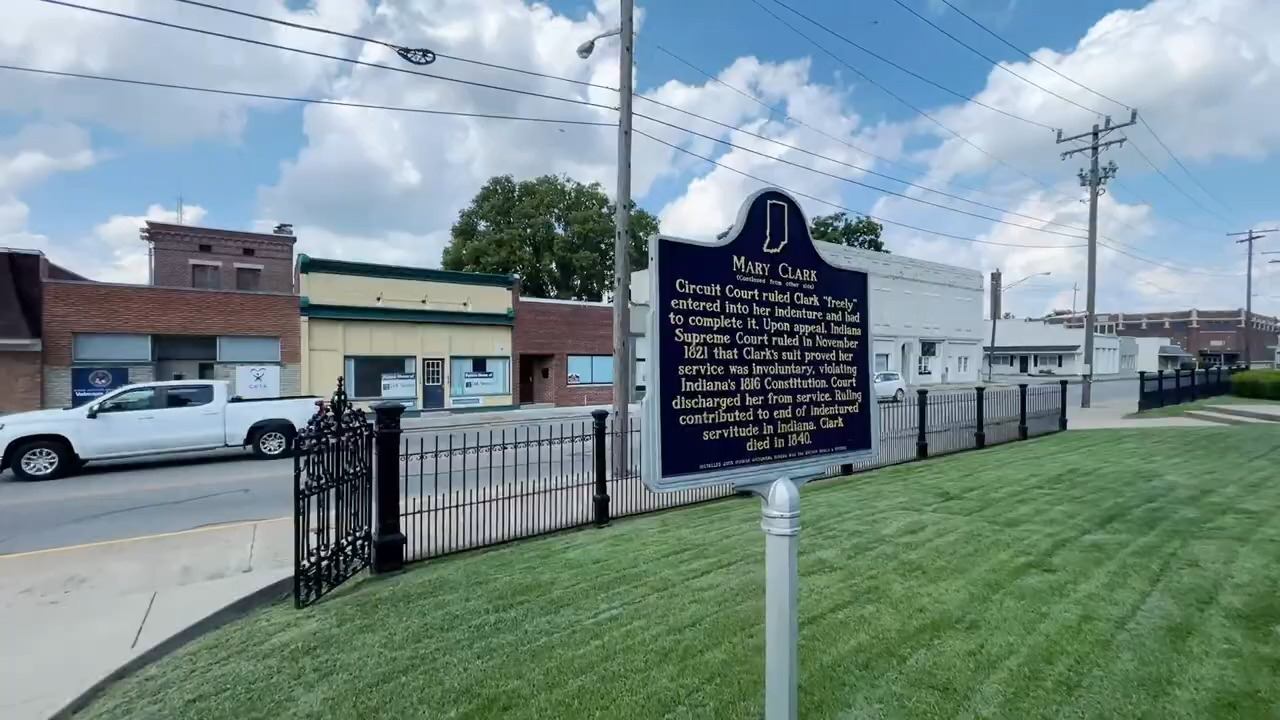 MARY CLARK
(Continued from other side)
Circuit Court ruled Clark "freely"
entered into her indenture and had
to complete it. Upon appeal, Indiana
Supreme Court ruled in November
1821 that Clark's suit proved her
service was involuntary, violating
Indiana's 1816 Constitution. Court
discharged her from service. Ruling
contributed to end of indentured
servitude in Indiana. Clark
died in 1840.